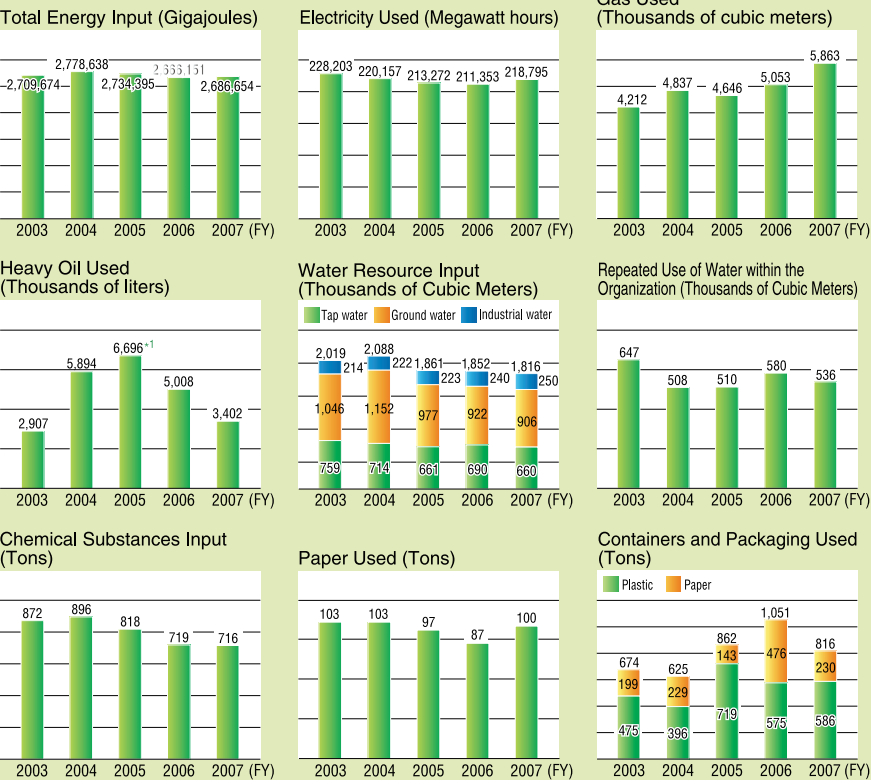 Total Energy Input (Gigajoules)
2,709,674
2,778,638
2,734,395
2,666,151
2,686,654
2003 2004 2005 2006 2007 (FY)
Electricity Used (Megawatt hours)
228,203
220,157
213,272
211,353
218,795
2003 2004 2005 2006 2007 (FY)
Gas Used
(Thousands of cubic meters)
4,212
4,837
4,646
5,053
5,863
2003 2004 2005 2006 2007 (FY)
Heavy Oil Used
(Thousands of liters)
2,907
5,894
6,696 *1
5,008
3,402
2003 2004 2005 2006 2007 (FY)
Water Resource Input
(Thousands of Cubic Meters)
Tap water Ground water Industrial water
2,019
214
1,046
759
2,088
222
1,152
714
1,861
223
977
661
1,852
240
922
690
1,816
250
906
660
2003 2004 2005 2006 2007 (FY)
Repeated Use of Water within the
Organization (Thousands of Cubic Meters)
647
508
510
580
536
2003 2004 2005 2006 2007 (FY)
Chemical Substances Input
(Tons)
872
896
818
719
716
2003 2004 2005 2006 2007 (FY)
Paper Used (Tons)
103
103
97
87
100
2003 2004 2005 2006 2007 (FY)
Containers and Packaging Used
(Tons)
Plastic Paper
674
199
475
625
229
396
862
143
719
1,051
476
575
816
230
586
2003 2004 2005 2006 2007 (FY)